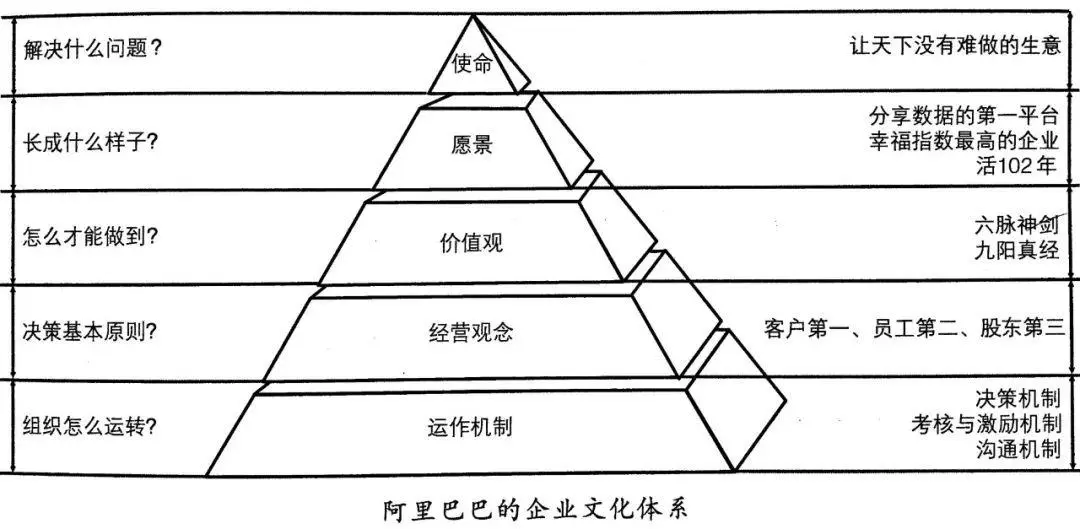 解决什么问题?
使命
让天下没有难做的生意
长成什么样子?
愿景
分享数据的第一平台
幸福指数最高的企业
活102年
怎么才能做到?
价值观
六脉神剑
九阳真经
决策基本原则?
经营观念
客户第一、员工第二、股东第三
组织怎么运转?
运作机制
决策机制
考核与激励机制
沟通机制
阿里巴巴的企业文化体系